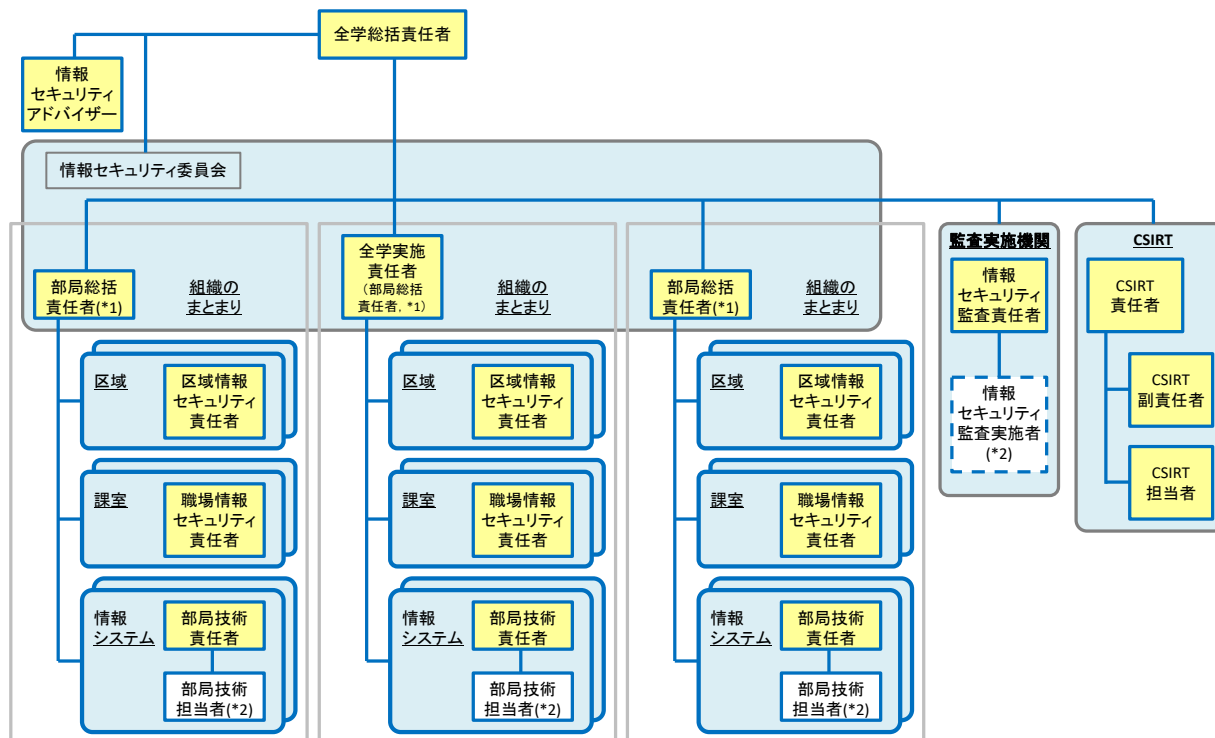 全学総括責任者
情報
セキュリティ
アドバイザー
情報セキュリティ委員会
部局総括
責任者(*1)
組織の
まとまり
全学実施
責任者
（部局総括
責任者，*1）
組織の
まとまり
部局総括
責任者(*1)
組織の
まとまり
監査実施機関
情報
セキュリティ
監査責任者
情報
セキュリティ
監査実施者
(*2)
CSIRT
CSIRT
責任者
CSIRT
副責任者
CSIRT
担当者
区域
区域情報
セキュリティ
責任者
課室
職場情報
セキュリティ
責任者
情報
システム
部局技術
責任者
部局技術
担当者(*2)
区域
区域情報
セキュリティ
責任者
課室
職場情報
セキュリティ
責任者
情報
システム
部局技術
責任者
部局技術
担当者(*2)
区域
区域情報
セキュリティ
責任者
課室
職場情報
セキュリティ
責任者
情報
システム
部局技術
責任者
部局技術
担当者(*2)